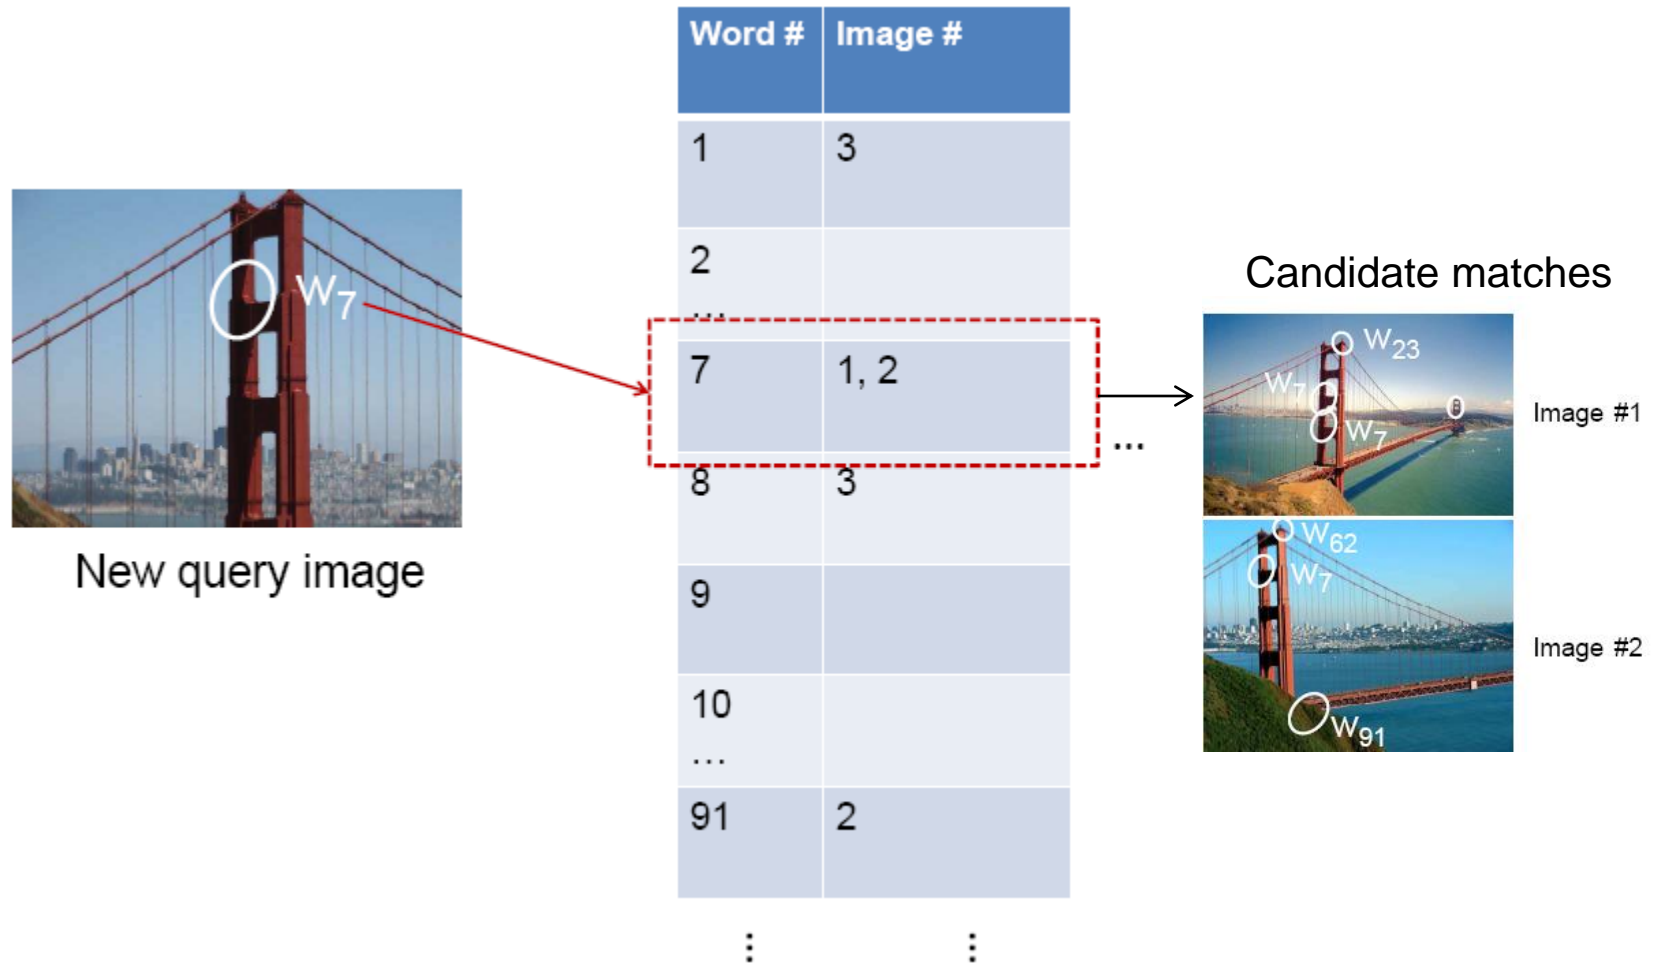 Word # Image #
1 3
2
...
7 1, 2
8 3
9
10
...
91 2
⋮ ⋮
W7
New query image
...
Candidate matches
W23
W7
W7
Image #1
W62
W7
W91
Image #2